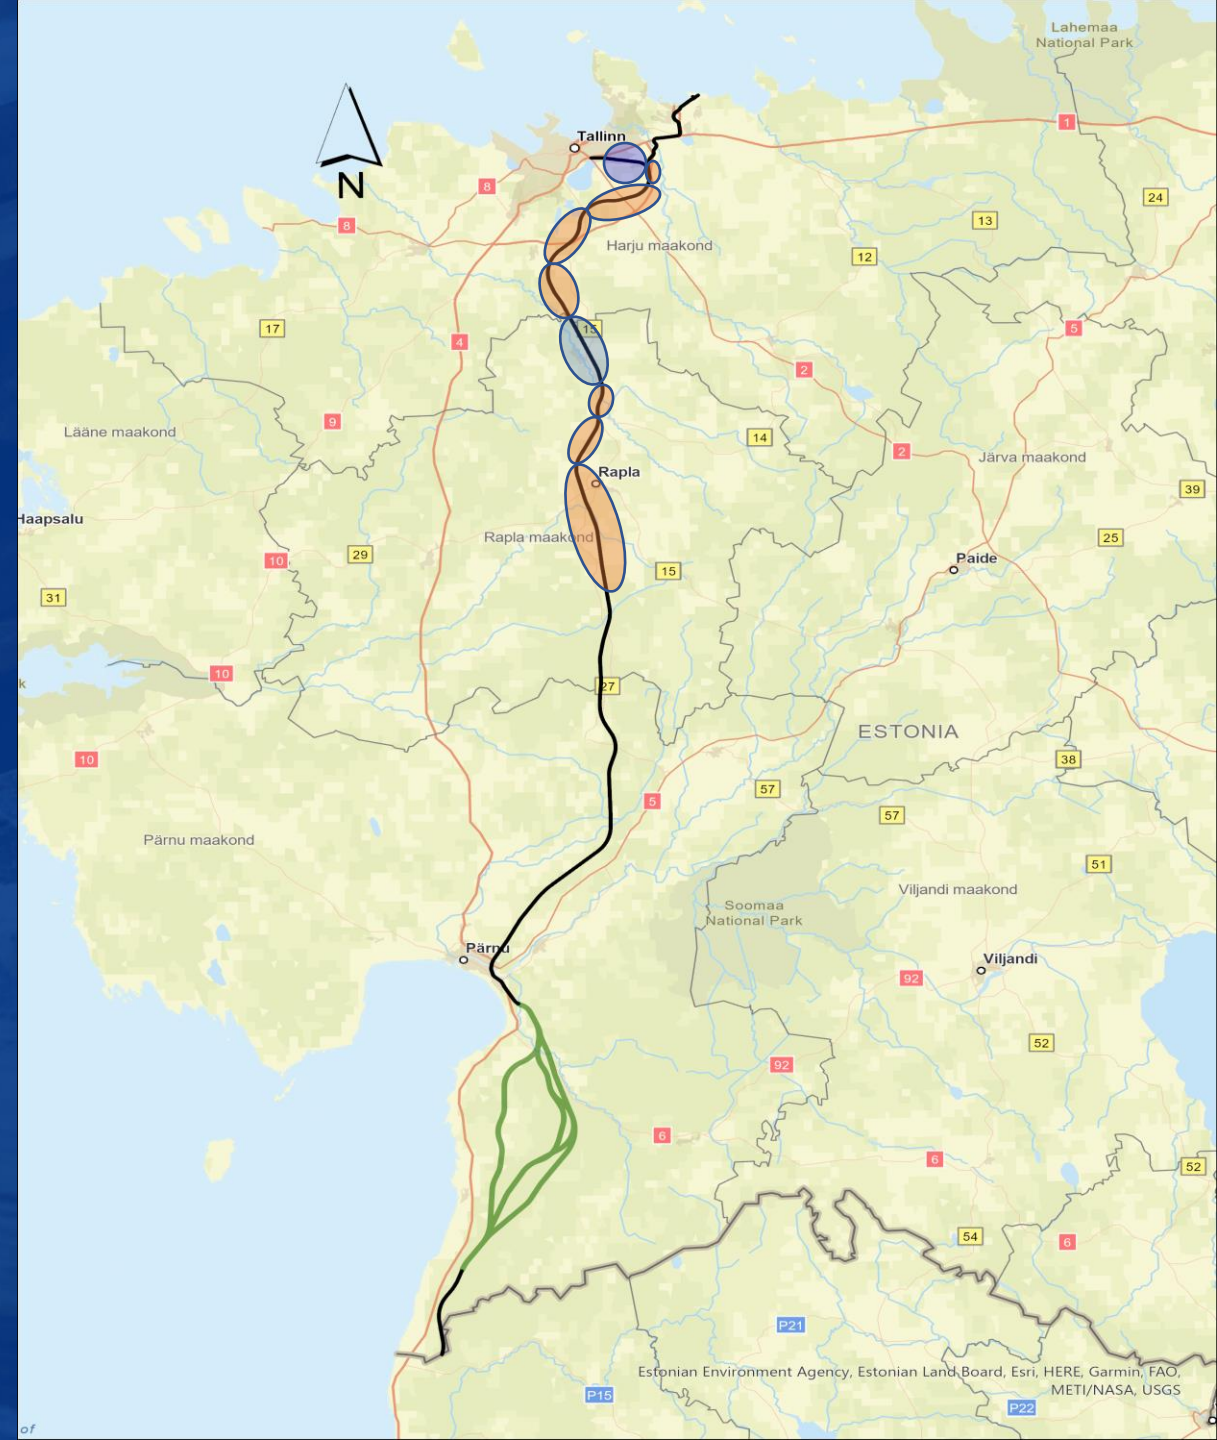 Lahemaa
National Park
1
Tallinn
N
8
24
13
8
Harju maakond
12
17
15
5
4
2
9
Lääne maakond
14
2
Järva maakond
Rapla
39
Haapsalu
Rapla maakond
25
29
10
Paide
15
31
10
k
27
ESTONIA
10
38
57
5
57
Pärnu maakond
51
Viljandi maakond
Soomaa
National Park
Pärnu
Viljandi
92
52
92
6
6
52
54
6
P21
Estonian Environment Agency, Estonian Land Board, Esri, HERE, Garmin, FAO,
METI/NASA, USGS
P15
P22
of